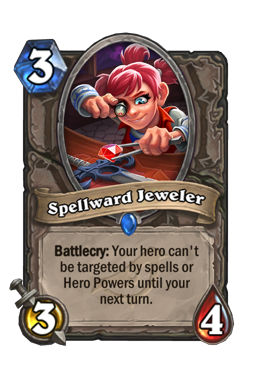 3
Spellward Jeweler
Battlecry: Your hero can't
be targeted by spells or
Hero Powers until your
next turn.
3
4